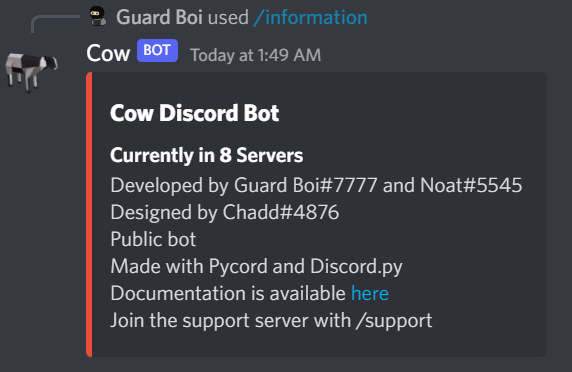 Guard Boi used /information
Cow BOT Today at 1:49 AM
Cow Discord Bot
Currently in 8 Servers
Developed by Guard Boi#7777 and Noat#5545
Designed by Chadd#4876
Public bot
Made with Pycord and Discord.py
Documentation is available here
Join the support server with /support